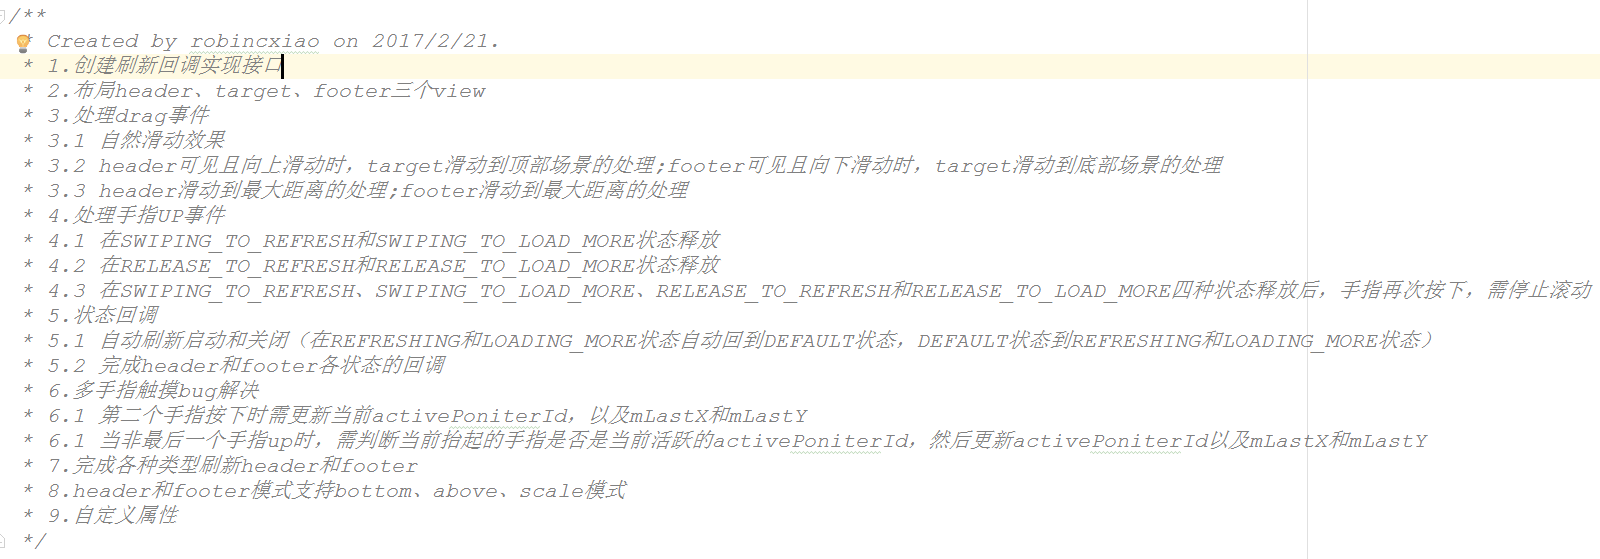 /**
* Created by robincxiao on 2017/2/21.
* 1.创建刷新回调实现接口
* 2.布局header、target、footer三个view
* 3.处理drag事件
* 3.1 自然滑动效果
* 3.2 header可见且向上滑动时，target滑动到顶部场景的处理;footer可见且向下滑动时，target滑动到底部场景的处理
* 3.3 header滑动到最大距离的处理;footer滑动到最大距离的处理
* 4.处理手指UP事件
* 4.1 在SWIPING_TO_REFRESH和SWIPING_TO_LOAD_MORE状态释放
* 4.2 在RELEASE_TO_REFRESH和RELEASE_TO_LOAD_MORE状态释放
* 4.3 在SWIPING_TO_REFRESH、SWIPING_TO_LOAD_MORE、RELEASE_TO_REFRESH和RELEASE_TO_LOAD_MORE四种状态释放后，手指再次按下，需停止滚动
* 5.状态回调
* 5.1 自动刷新启动和关闭（在REFRESHING和LOADING_MORE状态自动回到DEFAULT状态，DEFAULT状态到REFRESHING和LOADING_MORE状态）
* 5.2 完成header和footer各状态的回调
* 6.多手指触摸bug解决
* 6.1 第二个手指按下时需更新当前activePoniterId，以及mLastX和mLastY
* 6.1 当非最后一个手指up时，需判断当前抬起的手指是否是当前活跃的activePoniterId，然后更新activePoniterId以及mLastX和mLastY
* 7.完成各种类型刷新header和footer
* 8.header和footer模式支持bottom、above、scale模式
* 9.自定义属性
*/